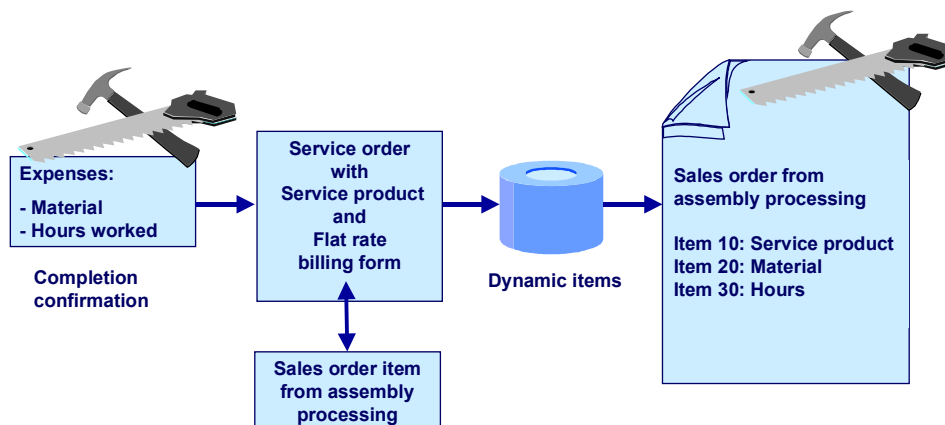 Expenses:
- Material
- Hours worked
Completion
confirmation
Service order
with
Service product
and
Flat rate
billing form
Sales order item
from assembly
processing
Dynamic items
Sales order from
assembly processing
Item 10: Service product
Item 20: Material
Item 30: Hours